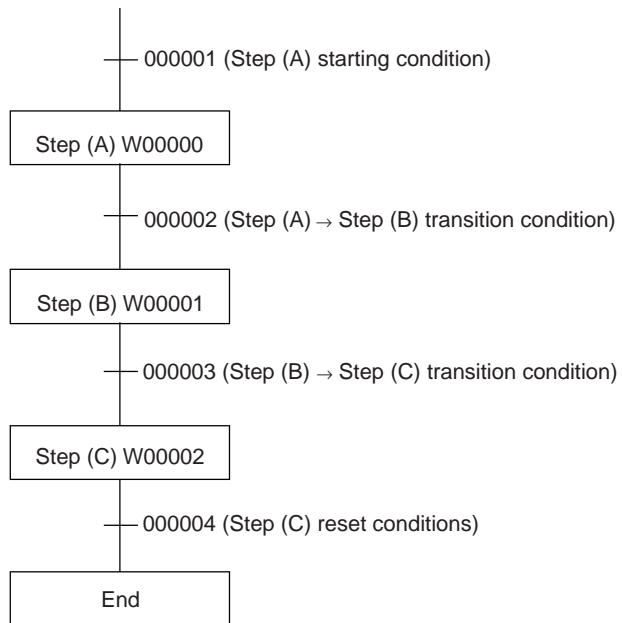 000001 (Step (A) starting condition)
Step (A) W00000
000002 (Step (A) → Step (B) transition condition)
Step (B) W00001
000003 (Step (B) → Step (C) transition condition)
Step (C) W00002
000004 (Step (C) reset conditions)
End